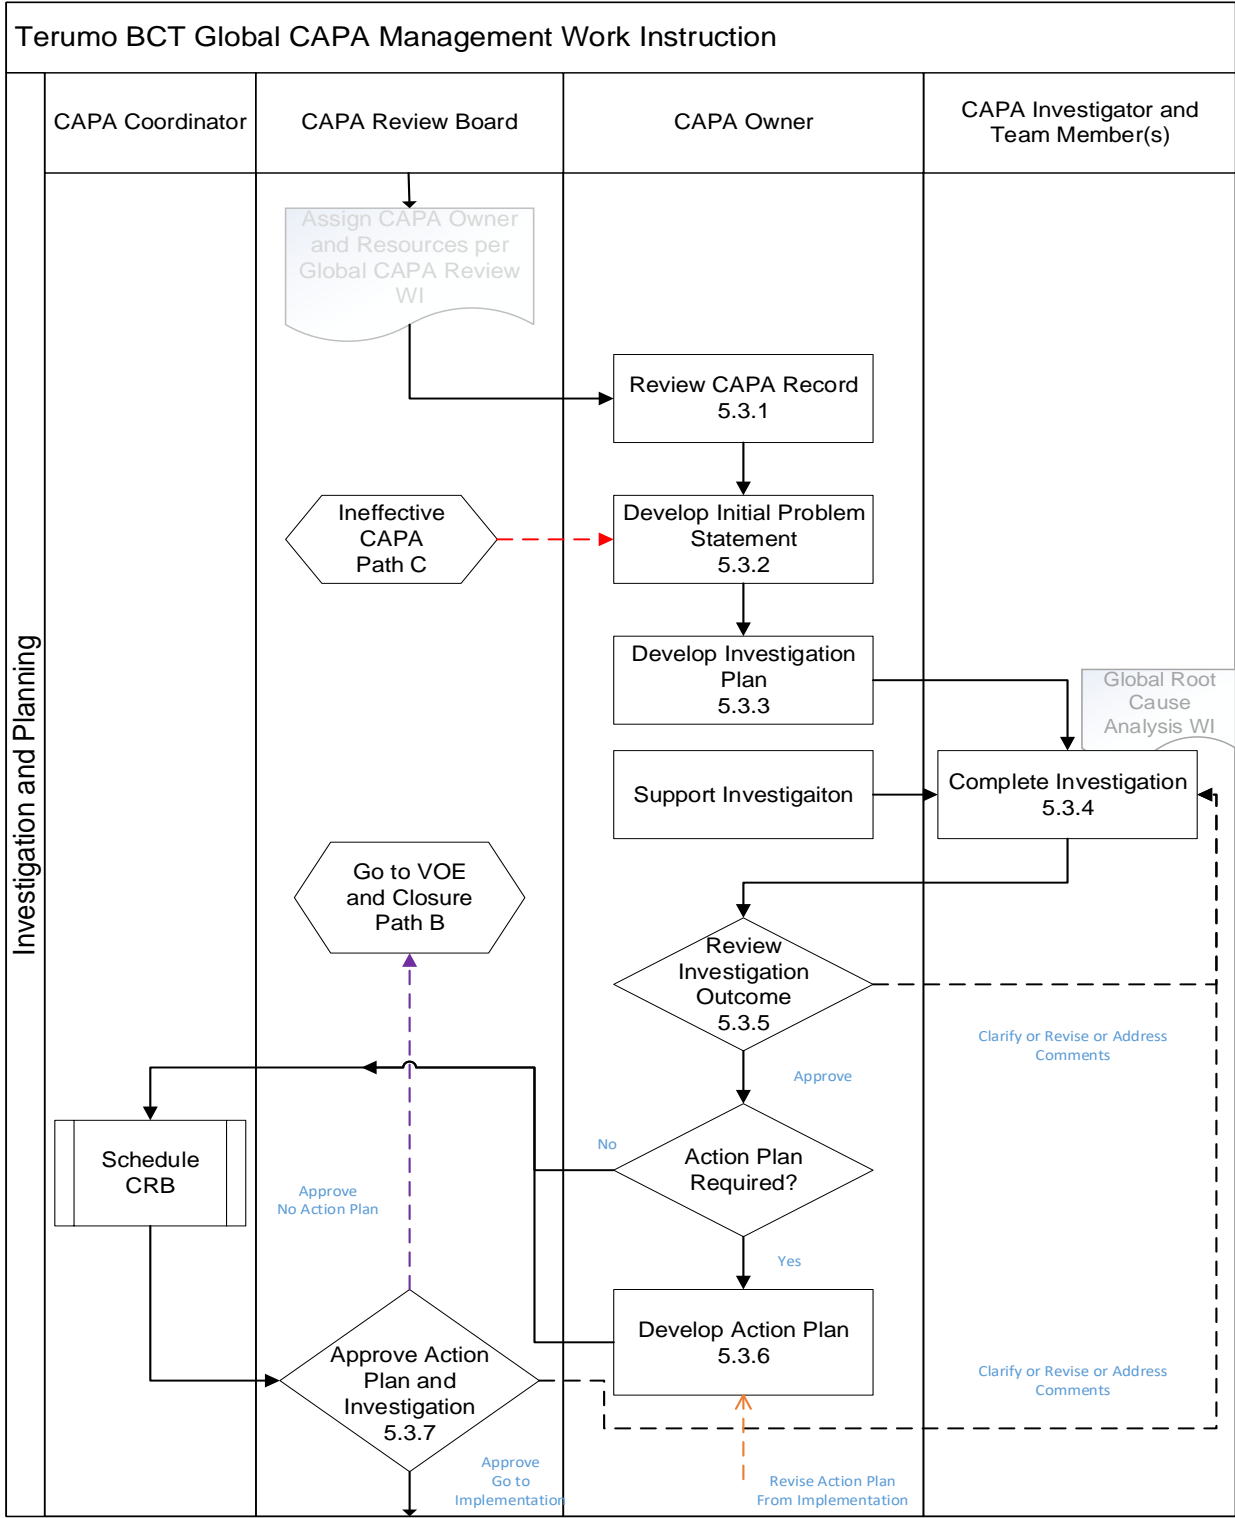 Terumo BCT Global CAPA Management Work Instruction
Investigation and Planning
CAPA Coordinator
CAPA Review Board
CAPA Owner
CAPA Investigator and
Team Member(s)
Assign CAPA Owner
and Resources per
Global CAPA Review
WI
Review CAPA Record
5.3.1
Ineffective
CAPA
Path C
Develop Initial Problem
Statement
5.3.2
Develop Investigation
Plan
5.3.3
Global Root
Cause
Analysis WI
Support Investigaiton
Complete Investigation
5.3.4
Go to VOE
and Closure
Path B
Review
Investigation
Outcome
5.3.5
Clarify or Revise or Address
Comments
Approve
No
Action Plan
Required?
Schedule
CRB
Approve
No Action Plan
Yes
Develop Action Plan
5.3.6
Approve Action
Plan and
Investigation
5.3.7
Clarify or Revise or Address
Comments
Approve
Go to
Implementation
Revise Action Plan
From Implementation